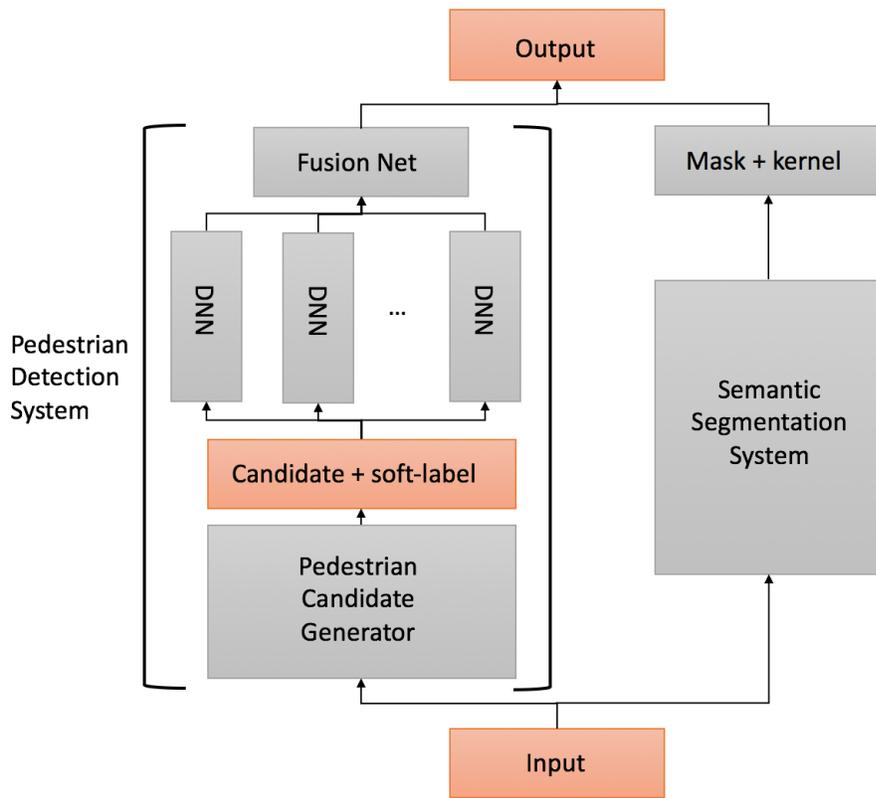 Output
Fusion Net
Mask + kernel
DNN
DNN
...
DNN
Pedestrian
Detection
System
Semantic
Segmentation
System
Candidate + soft-label
Pedestrian
Candidate
Generator
Input